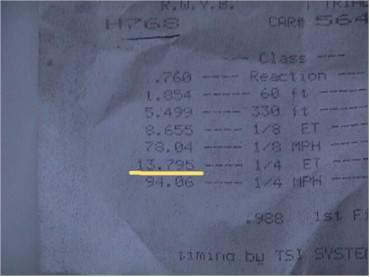 R.W.Y.B.
H768 CAR# 564
---- Class ----
.760 ---- Reaction ----
1.854 ---- 60 ft ----
5.499 ---- 330 ft ----
8.655 ---- 1/8 ET ----
78.04 ---- 1/8 MPH ----
13.795 ---- 1/4 ET ----
94.06 ---- 1/4 MPH ----
.988 1st
timing by TSI SYSTE